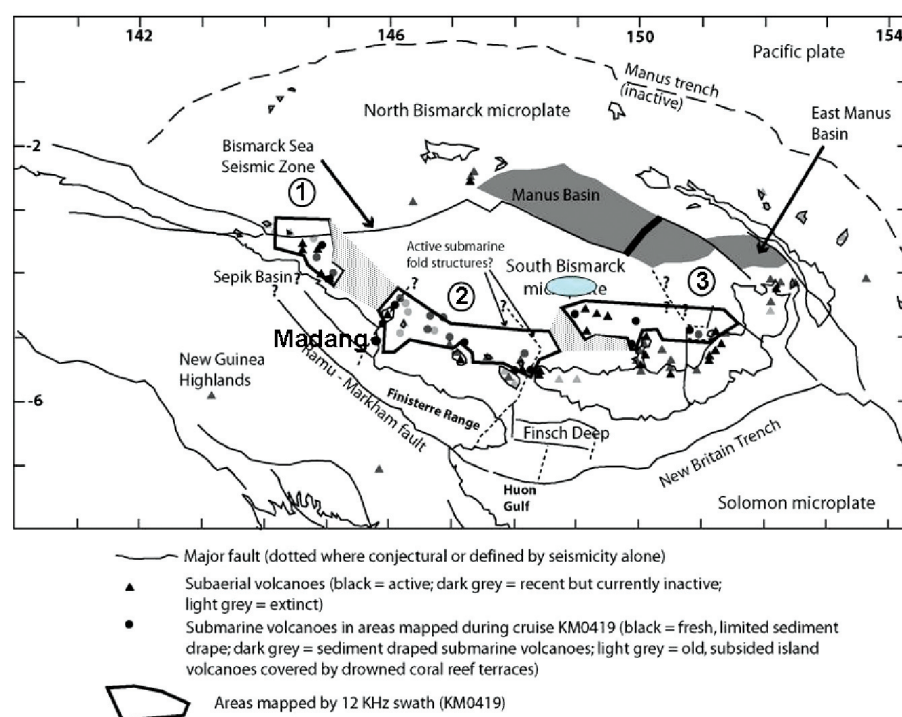 142
146
150
154
Pacific plate
Manus trench
(inactive)
North Bismarck microplate
East Manus
Basin
-2
Bismarck Sea
Seismic Zone
1
Manus Basin
Active submarine
fold structures?
South Bismarck
3
Sepik Basin?
?
?
?
?
?
?
2
Madang
New Guinea
Highlands
Ramu - Markham fault
-6
Finisterre Range
Finsch Deep
New Britain Trench
Huon
Gulf
Solomon microplate
Major fault (dotted where conjectural or defined by seismicity alone)
Subaerial volcanoes (black = active; dark grey = recent but currently inactive;
light grey = extinct)
Submarine volcanoes in areas mapped during cruise KM0419 (black = fresh, limited sediment
drape; dark grey = sediment draped submarine volcanoes; light grey = old, subsided island
volcanoes covered by drowned coral reef terraces)
Areas mapped by 12 KHz swath (KM0419)